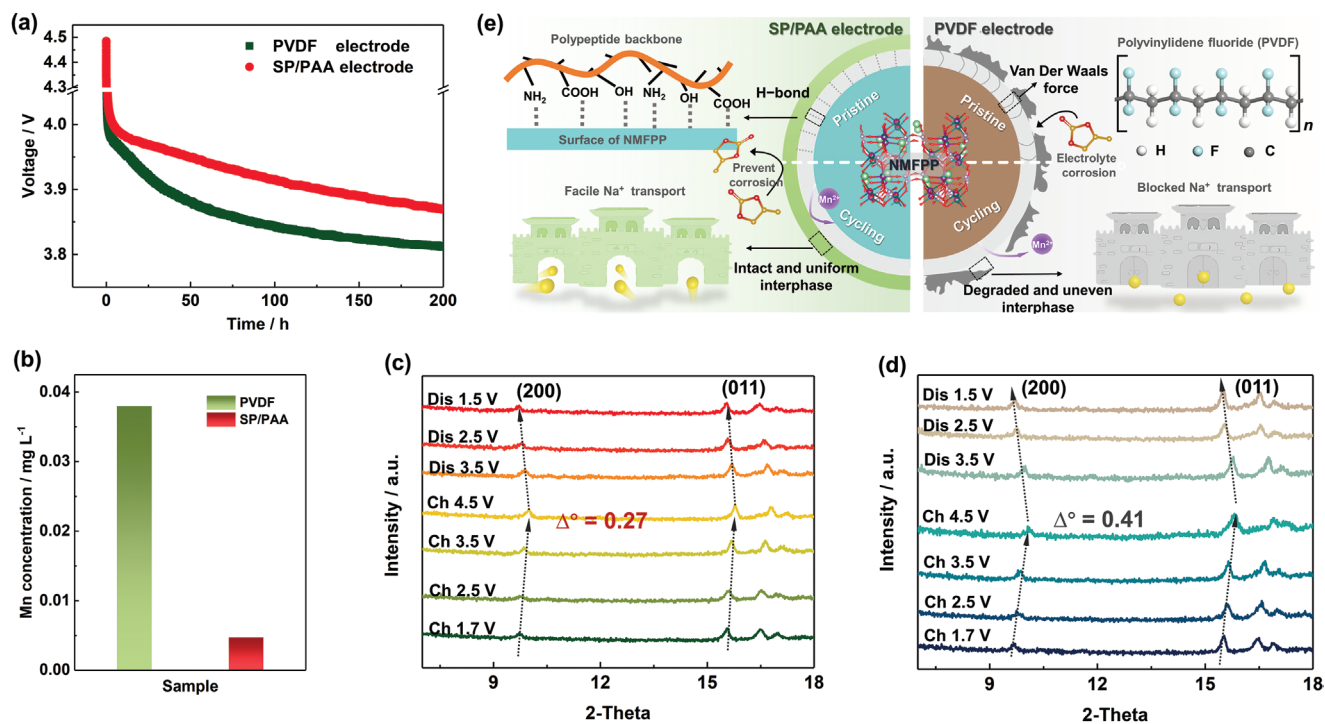 (a)
4.5
4.4
4.3
4.0
3.9
3.8
Voltage / V
PVDF electrode
SP/PAA electrode
0
50
100
150
200
Time / h
(e)
SP/PAA electrode
PVDF electrode
Polypeptide backbone
NH₂
COOH
OH
NH₂
OH
COOH
H−bond
Surface of NMFPP
Prevent
corrosion
Facile Na⁺ transport
Mn²⁺
Intact and uniform
interphase
Pristine
Cycling
NMFPP
Pristine
Cycling
Van Der Waals
force
Polyvinylidene fluoride (PVDF)
n
H
F
C
Electrolyte
corrosion
Blocked Na⁺ transport
Mn²⁺
Degraded and uneven
interphase
(b)
0.04
0.03
0.02
0.01
0.00
Mn concentration / mg L⁻¹
PVDF
SP/PAA
Sample
(c)
(200)
(011)
Dis 1.5 V
Dis 2.5 V
Dis 3.5 V
Ch 4.5 V
Δ° = 0.27
Ch 3.5 V
Ch 2.5 V
Ch 1.7 V
Intensity / a.u.
9
12
15
18
2-Theta
(d)
(200)
(011)
Dis 1.5 V
Dis 2.5 V
Dis 3.5 V
Ch 4.5 V
Δ° = 0.41
Ch 3.5 V
Ch 2.5 V
Ch 1.7 V
Intensity / a.u.
9
12
15
18
2-Theta